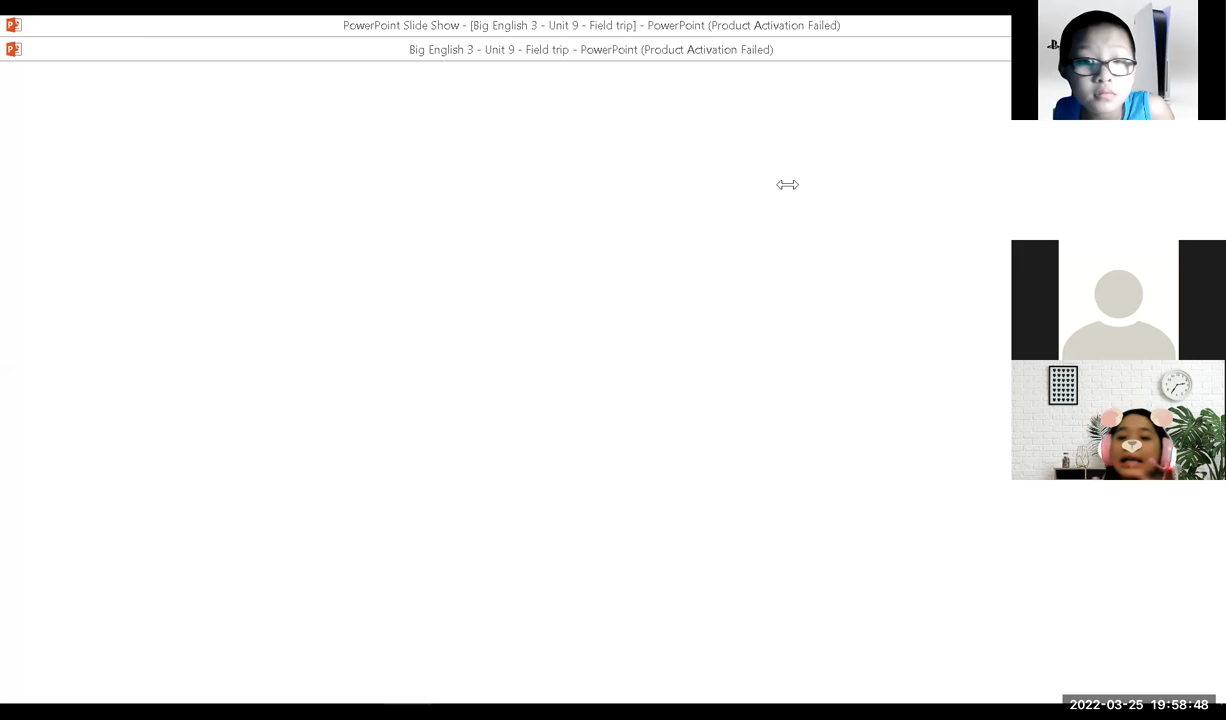 PowerPoint Slide Show - [Big English 3 - Unit 9 - Field trip] - PowerPoint (Product Activation Failed)
Big English 3 - Unit 9 - Field trip - PowerPoint (Product Activation Failed)
2022-03-25 19:58:48